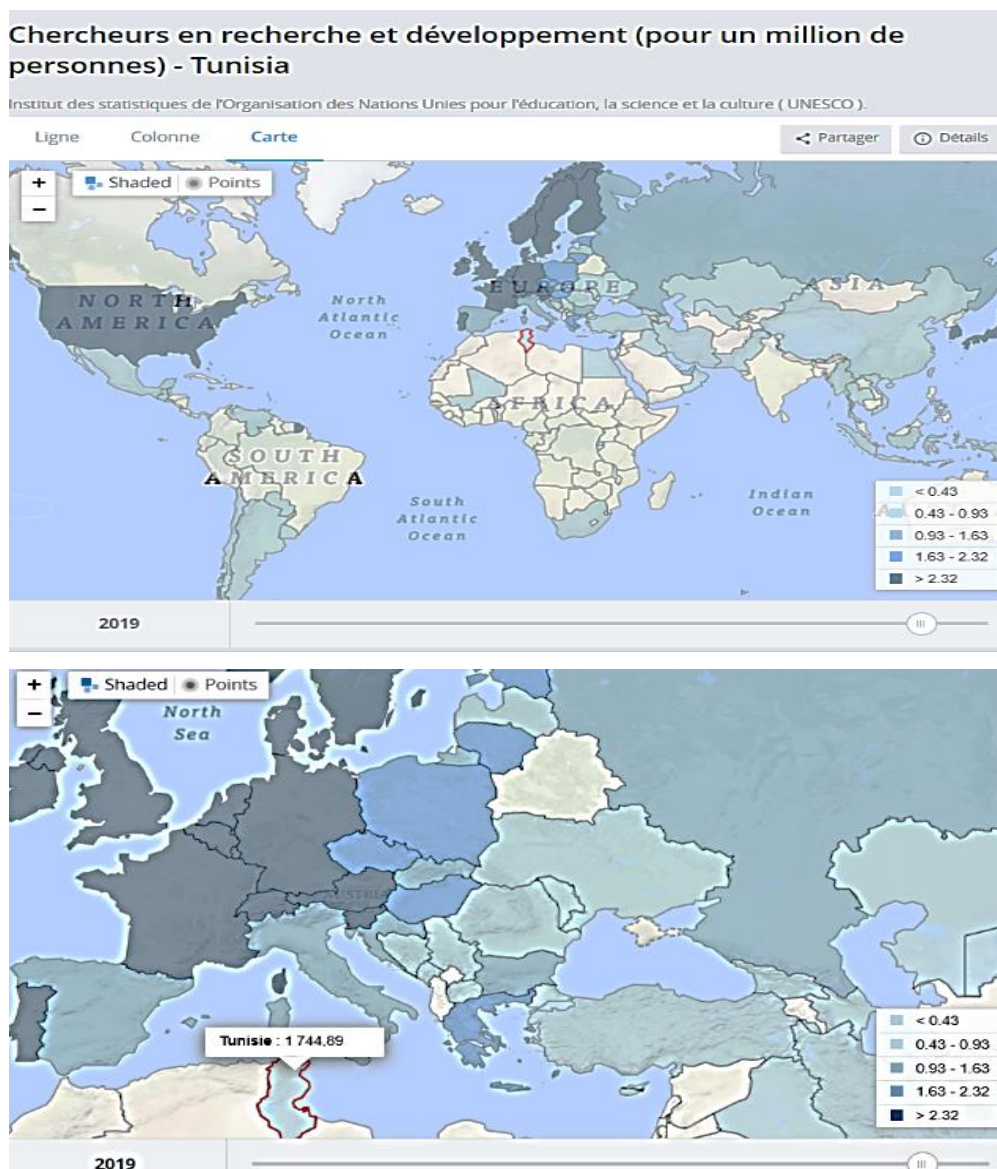 Chercheurs en recherche et développement (pour un million de
personnes) - Tunisia
Institut des statistiques de l'Organisation des Nations Unies pour l'éducation, la science et la culture ( UNESCO ).
Ligne Colonne Carte Partager Détails
+ Shaded Points
−
NORTH
AMERICA
North
Atlantic
Ocean
EUROPE
ASIA
AFRICA
SOUTH
AMERICA
South
Atlantic
Ocean
Indian
Ocean
< 0.43
0.43 - 0.93
0.93 - 1.63
1.63 - 2.32
> 2.32
2019
+ Shaded Points
−
North
Sea
AUSTRIA
Tunisie : 1 744,69
< 0.43
0.43 - 0.93
0.93 - 1.63
1.63 - 2.32
> 2.32
2019